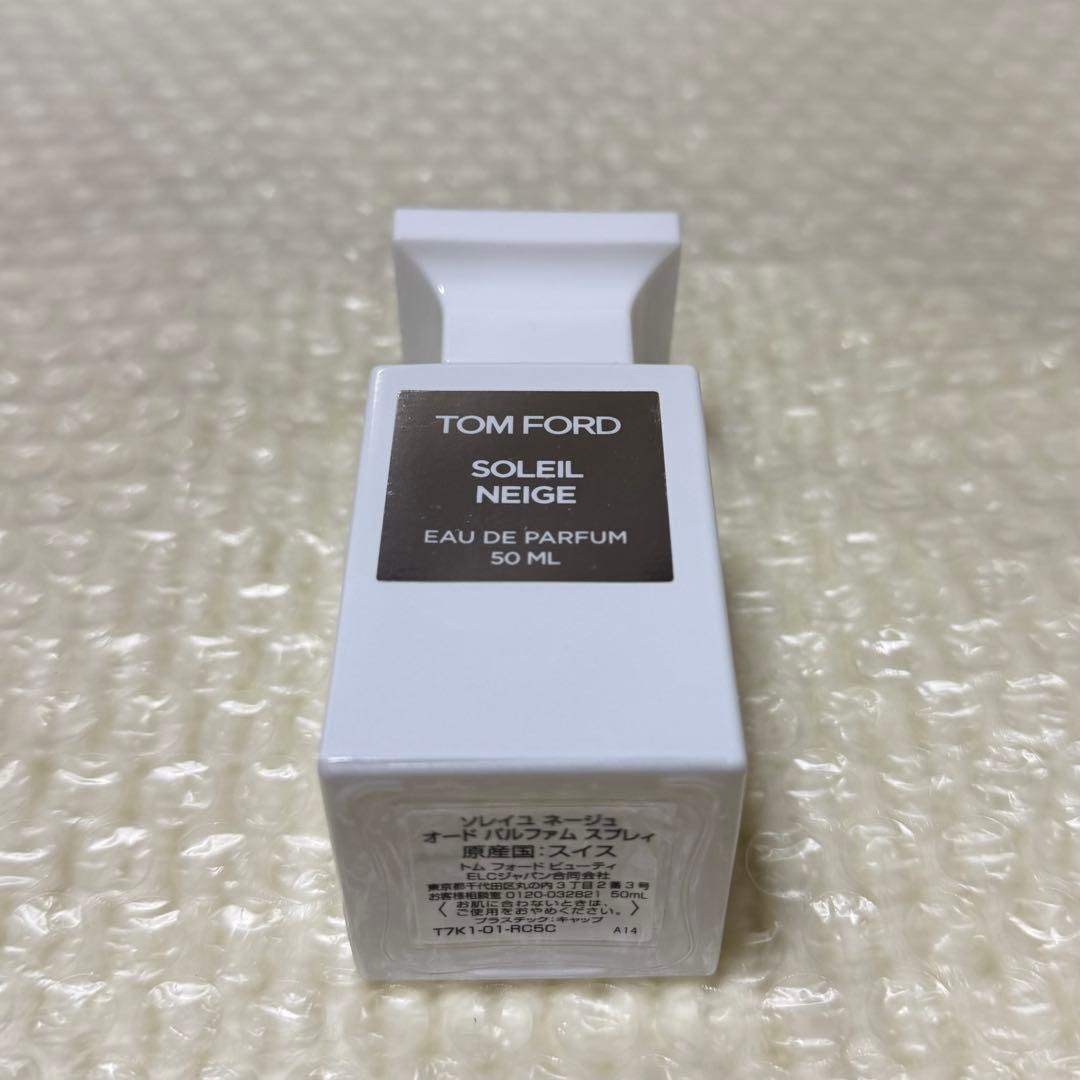 TOM FORD
SOLEIL
NEIGE
EAU DE PARFUM
50 ML
ソレイユ ネージュ
オード パルファム スプレィ
原産国:スイス
トム フォード ビューティ
ELCジャパン合同会社
東京都千代田区丸の内3丁目2番3号
お客様相談室 0120-032821 50mL
〈お肌に合わないときは、
ご使用をおやめください。〉
プラスチック:キャップ
T7K1-01-RC5C A14